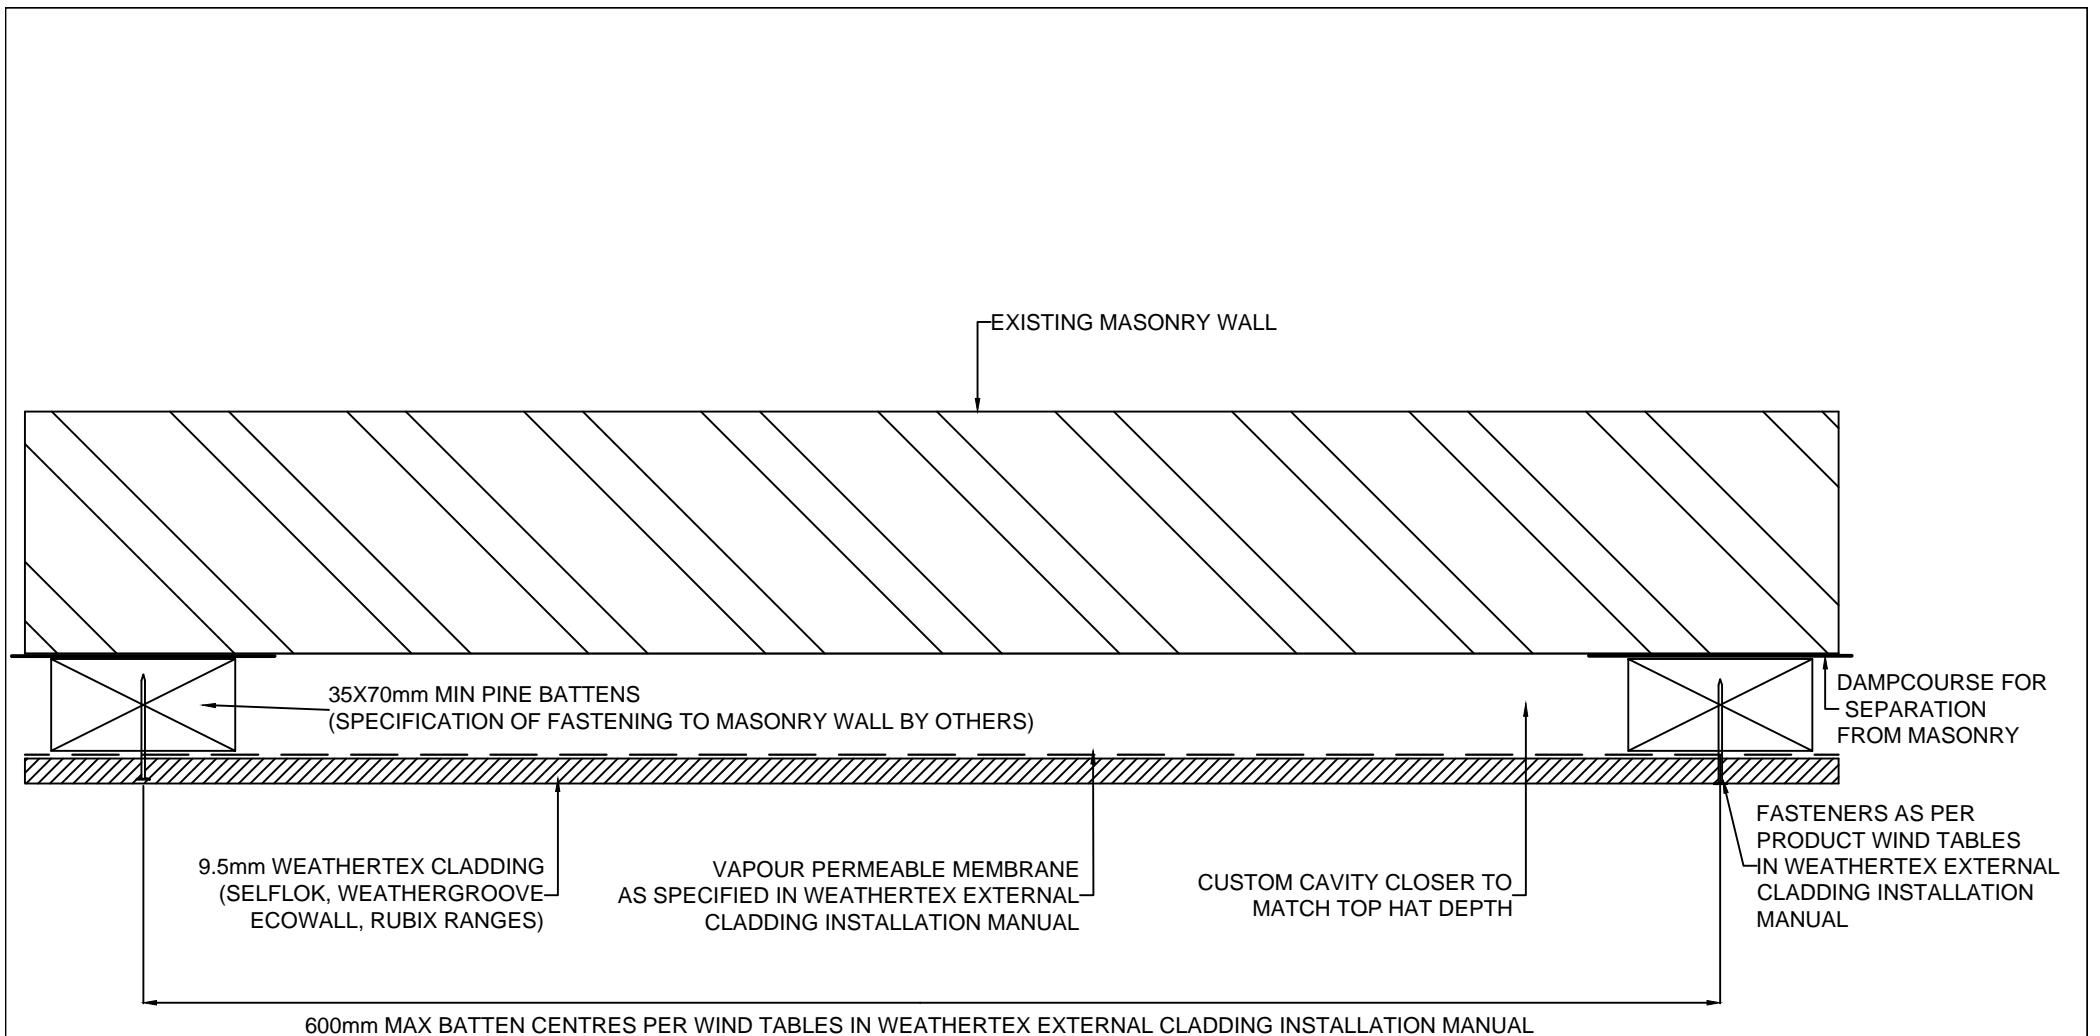 EXISTING MASONRY WALL
35X70mm MIN PINE BATTENS
(SPECIFICATION OF FASTENING TO MASONRY WALL BY OTHERS)
DAMPCOURSE FOR
SEPARATION
FROM MASONRY
9.5mm WEATHERTEX CLADDING
(SELFLOK, WEATHERGROOVE
ECOWALL, RUBIX RANGES)
VAPOUR PERMEABLE MEMBRANE
AS SPECIFIED IN WEATHERTEX EXTERNAL
CLADDING INSTALLATION MANUAL
CUSTOM CAVITY CLOSER TO
MATCH TOP HAT DEPTH
FASTENERS AS PER
PRODUCT WIND TABLES
IN WEATHERTEX EXTERNAL
CLADDING INSTALLATION
MANUAL
600mm MAX BATTEN CENTRES PER WIND TABLES IN WEATHERTEX EXTERNAL CLADDING INSTALLATION MANUAL